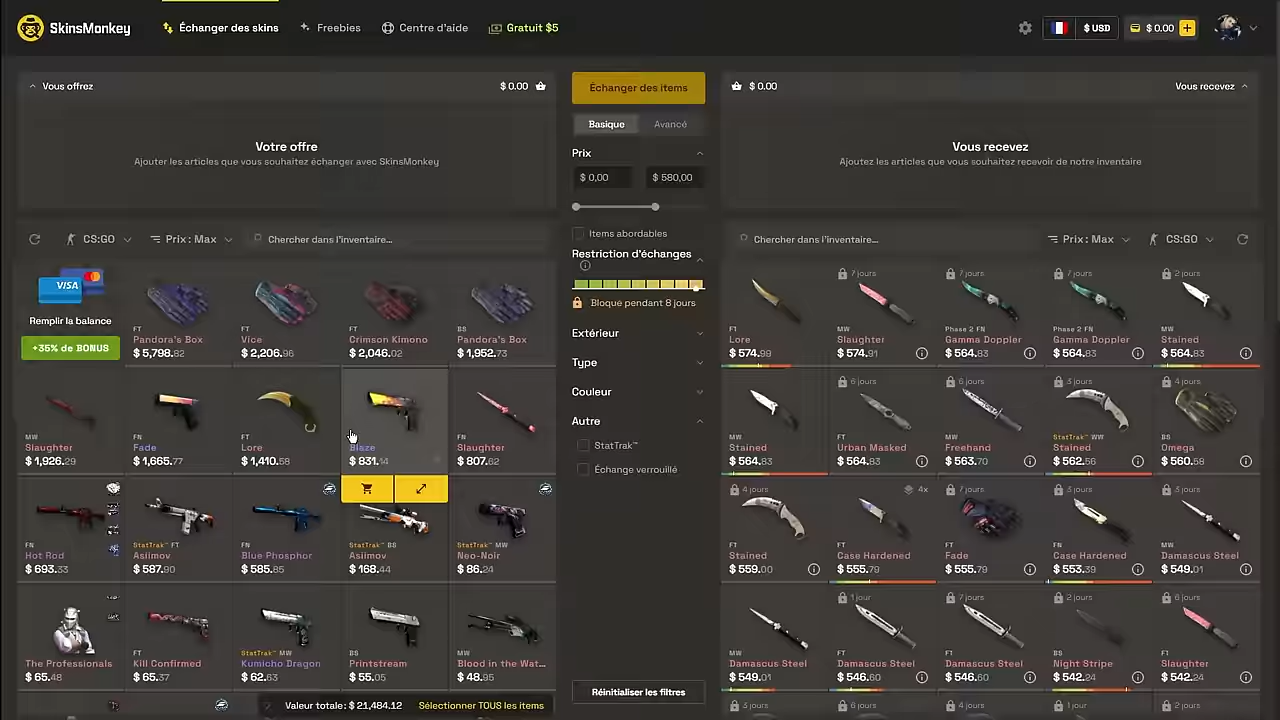 SkinsMonkey
Échanger des skins
Freebies
Centre d'aide
Gratuit $5
$ USD
$ 0.00
Vous offrez
$ 0.00
Votre offre
Ajouter les articles que vous souhaitez échanger avec SkinsMonkey
Échanger des items
Basique
Avancé
Prix
$ 0,00
$ 580,00
Items abordables
Restriction d'échanges
Bloqué pendant 8 jours
Extérieur
Type
Couleur
Autre
StatTrak™
Échange verrouillé
Réinitialiser les filtres
$ 0.00
Vous recevez
Vous recevez
Ajoutez les articles que vous souhaitez recevoir de notre inventaire
CS:GO
Prix : Max
Chercher dans l'inventaire...
VISA
Remplir la balance
+35% de BONUS
FT
Pandora's Box
$ 5,798.82
FT
Vice
$ 2,206.96
FT
Crimson Kimono
$ 2,046.02
BS
Pandora's Box
$ 1,952.73
MW
Slaughter
$ 1,926.29
FN
Fade
$ 1,665.77
FT
Lore
$ 1,410.59
Blaze
$ 831.14
FN
Slaughter
$ 807.62
FN
Hot Rod
$ 693.33
StatTrak™ FT
Asiimov
$ 587.90
FN
Blue Phosphor
$ 585.85
StatTrak™ BS
Asiimov
$ 168.44
StatTrak™ MW
Neo-Noir
$ 86.24
The Professionals
$ 65.48
FT
Kill Confirmed
$ 65.37
StatTrak™ MW
Kumicho Dragon
$ 62.63
BS
Printstream
$ 55.05
MW
Blood in the Wat...
$ 48.95
Valeur totale: $ 21,484.12
Sélectionner TOUS les items
Chercher dans l'inventaire...
Prix : Max
CS:GO
FT
Lore
$ 574.99
7 jours
MW
Slaughter
$ 574.91
7 jours
Phase 2 FN
Gamma Doppler
$ 564.83
7 jours
Phase 2 FN
Gamma Doppler
$ 564.83
2 jours
MW
Stained
$ 564.83
MW
Stained
$ 564.83
6 jours
FT
Urban Masked
$ 564.93
6 jours
MW
Freehand
$ 563.70
3 jours
StatTrak™ WW
Stained
$ 562.56
4 jours
BS
Omega
$ 560.58
4 jours
FT
Stained
$ 559.00
4x
FT
Case Hardened
$ 555.79
7 jours
Fade
$ 555.79
3 jours
FN
Case Hardened
$ 553.39
MW
Damascus Steel
$ 549.01
MW
Damascus Steel
$ 549.01
1 jour
FT
Damascus Steel
$ 546.60
7 jours
FT
Damascus Steel
$ 546.60
2 jours
BS
Night Stripe
$ 542.24
6 jours
FT
Slaughter
$ 542.24
3 jours
6 jours
4 jours
1 jour
2 jours